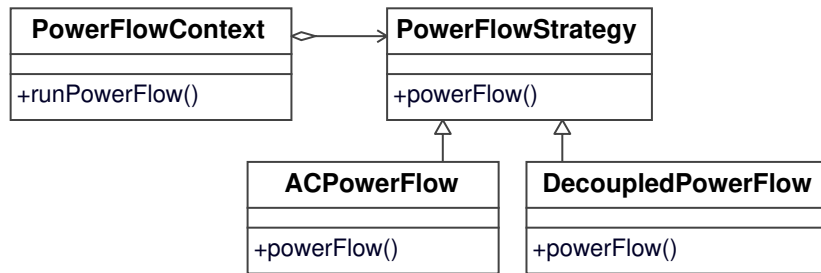 PowerFlowContext
+runPowerFlow()
PowerFlowStrategy
+powerFlow()
ACPowerFlow
+powerFlow()
DecoupledPowerFlow
+powerFlow()